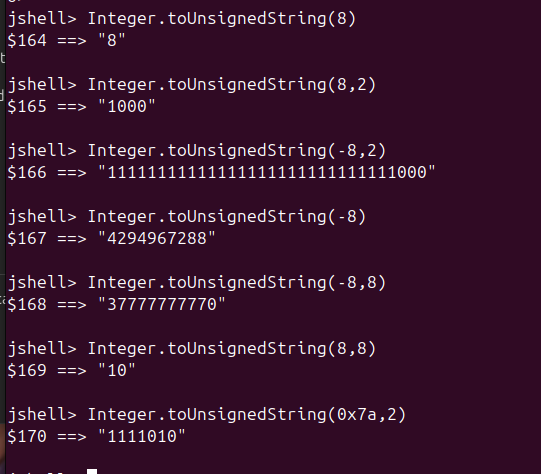 jshell> Integer.toUnsignedString(8)
$164 ==> "8"
jshell> Integer.toUnsignedString(8,2)
$165 ==> "1000"
jshell> Integer.toUnsignedString(-8,2)
$166 ==> "11111111111111111111111111111000"
jshell> Integer.toUnsignedString(-8)
$167 ==> "4294967288"
jshell> Integer.toUnsignedString(-8,8)
$168 ==> "37777777770"
jshell> Integer.toUnsignedString(8,8)
$169 ==> "10"
jshell> Integer.toUnsignedString(0x7a,2)
$170 ==> "1111010"